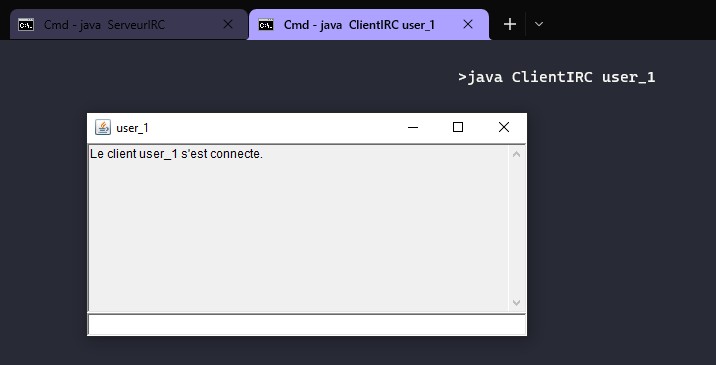 Cmd - java ServeurIRC
Cmd - java ClientIRC user_1
>java ClientIRC user_1
user_1
Le client user_1 s'est connecte.